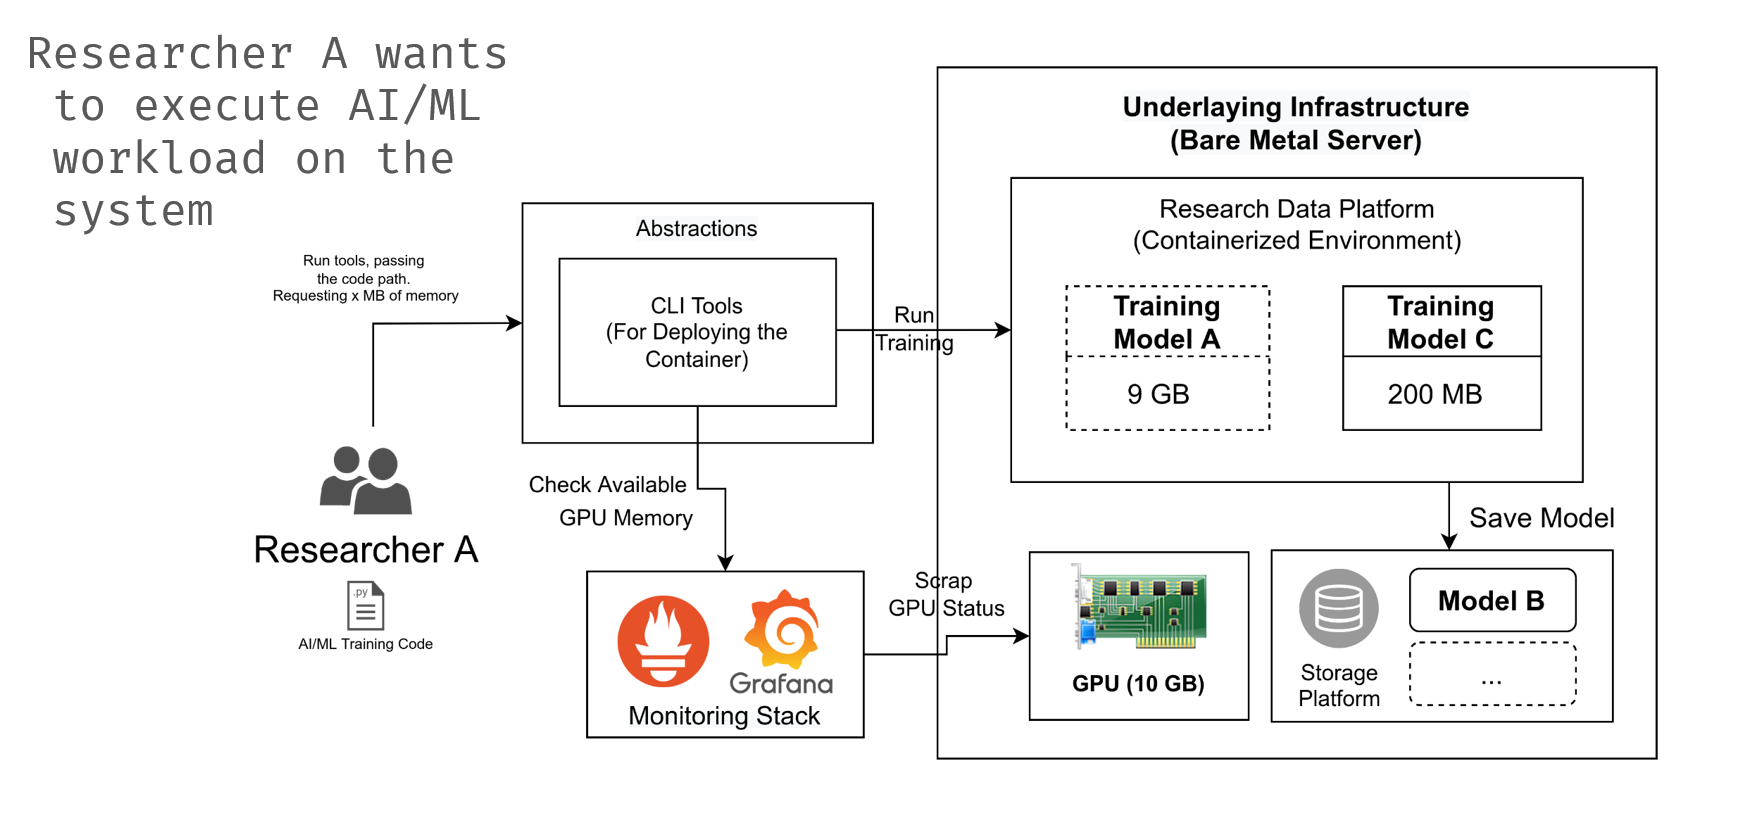 Researcher A wants
to execute AI/ML
workload on the
system
Underlaying Infrastructure
(Bare Metal Server)
Research Data Platform
(Containerized Environment)
Abstractions
Run tools, passing
the code path.
Requesting x MB of memory
CLI Tools
(For Deploying the
Container)
Run
Training
Training
Model A
9 GB
Training
Model C
200 MB
Check Available
GPU Memory
Save Model
Researcher A
.py
AI/ML Training Code
Grafana
Monitoring Stack
Scrap
GPU Status
GPU (10 GB)
Storage
Platform
Model B
...